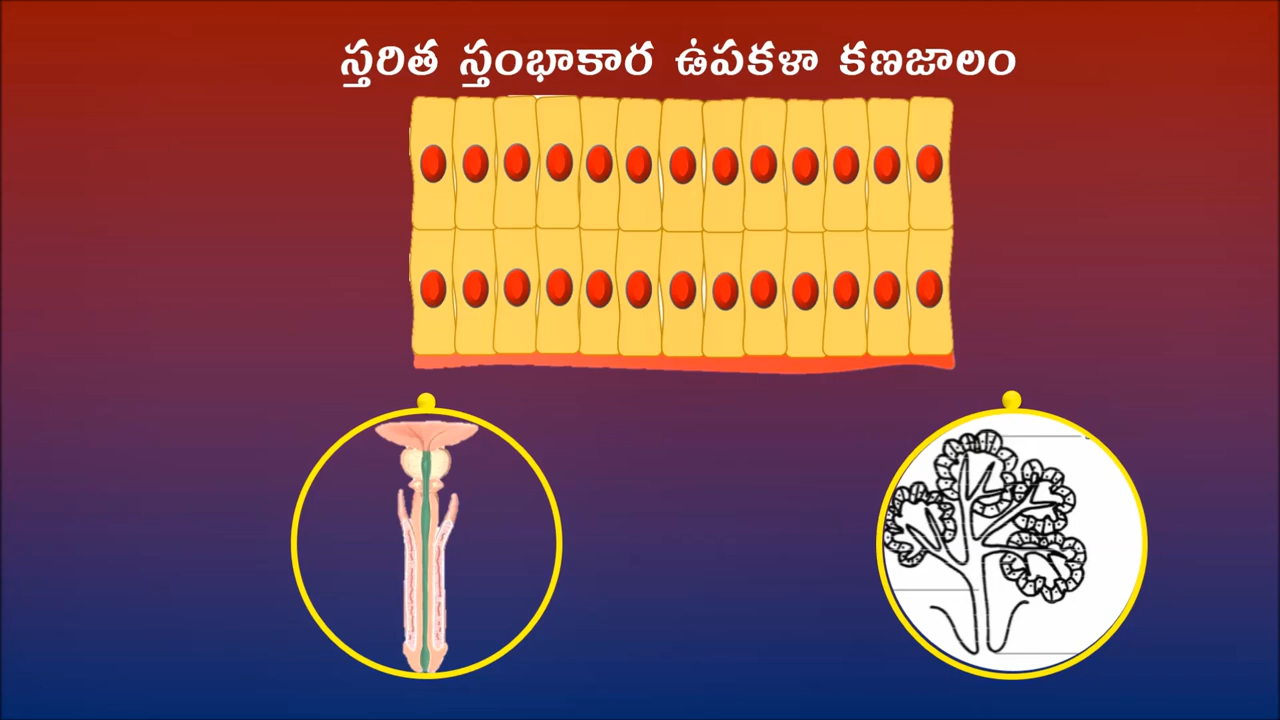 స్తరిత స్తంభాకార ఉపకళా కణజాలం